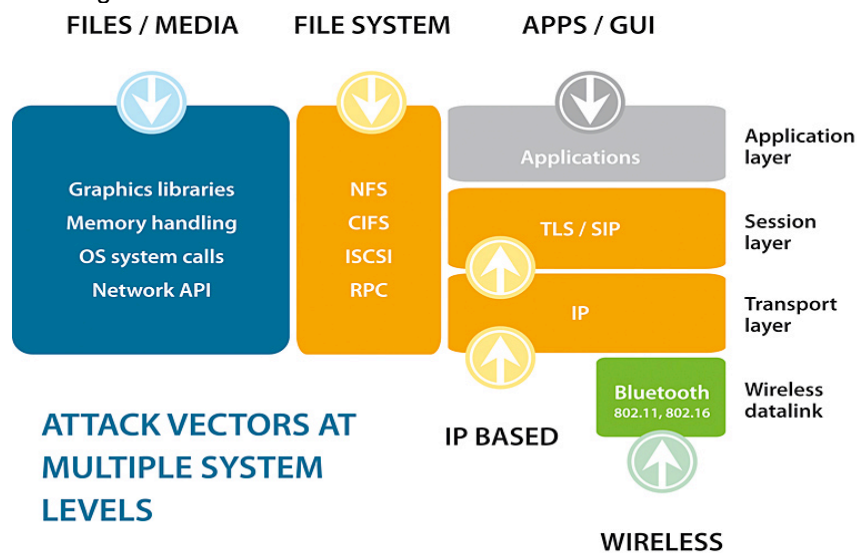 FILES / MEDIA
FILE SYSTEM
APPS / GUI
Graphics libraries
Memory handling
OS system calls
Network API
NFS
CIFS
ISCSI
RPC
Applications
Application
layer
TLS / SIP
Session
layer
IP
Transport
layer
Bluetooth
802.11, 802.16
Wireless
datalink
ATTACK VECTORS AT
MULTIPLE SYSTEM
LEVELS
IP BASED
WIRELESS